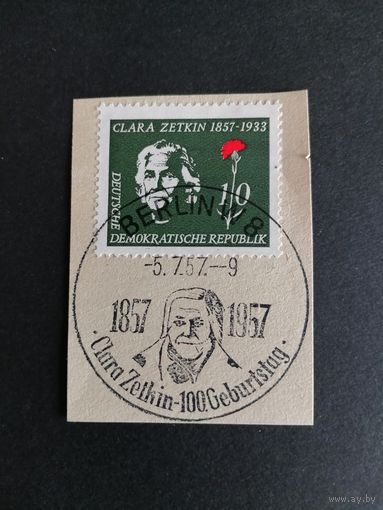 CLARA ZETKIN 1857-1933
DEUTSCHE
10
DEMOKRATISCHE REPUBLIK
BERLIN W 8
-5.7.57.--9
1857 1957
· Clara Zetkin-100.Geburtstag ·
www.ay.by